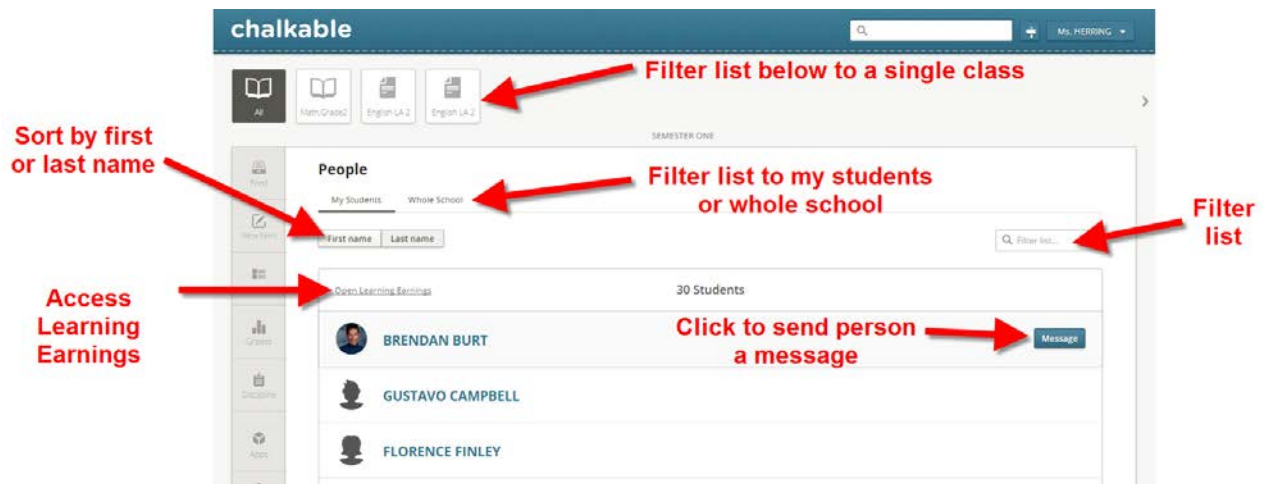 chalkable
Ms. HERRING
Filter list below to a single class
All
Math,Grade2
English LA 2
English LA 2
SEMESTER ONE
Sort by first
or last name
People
Feed
My Students Whole School
Filter list to my students
or whole school
Filter
list
New Item
First name Last name
Filter list...
Access
Learning
Earnings
Open Learning Earnings
30 Students
Grades
BRENDAN BURT
Click to send person
a message
Message
Discipline
GUSTAVO CAMPBELL
Apps
FLORENCE FINLEY